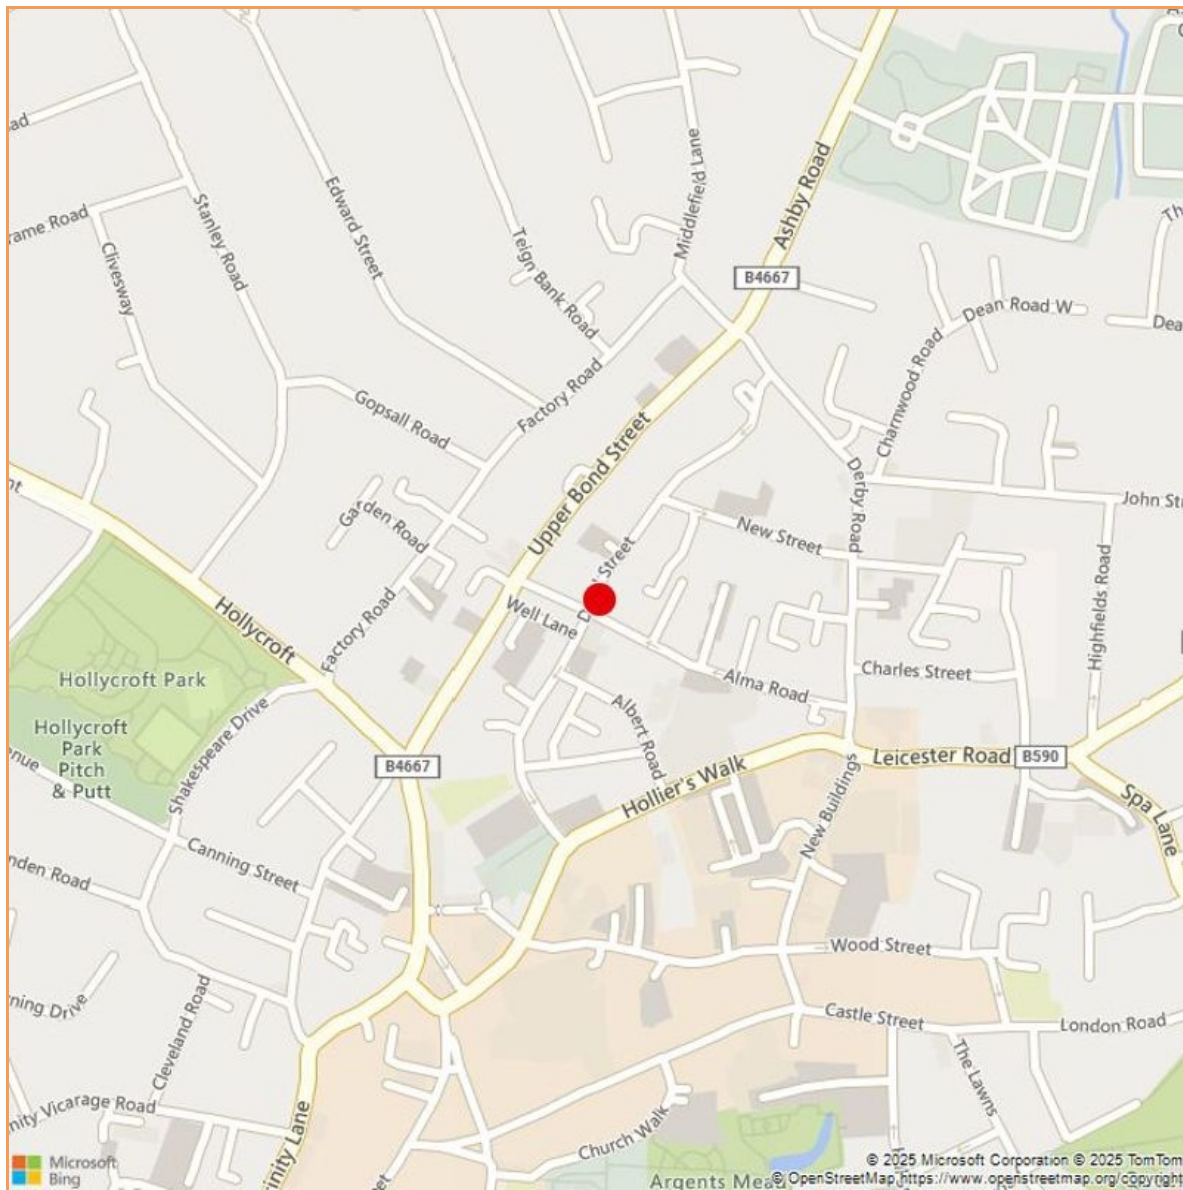 Ashby Road
Middlefield Lane
Stanley Road
Edward Street
Clivesway
Teign Bank Road
B4667
Dean Road W
Charnwood Road
Factory Road
Gopsall Road
Upper Bond Street
Garden Road
Derby Road
New Street
Highfields Road
Hollycroft
Well Lane
Factory Road
Hollycroft Park
Charles Street
Alma Road
Albert Road
Hollycroft
Park
Pitch
& Putt
Shakespeare Drive
B4667
Hollier's Walk
Leicester Road
B590
New Buildings
Spa Lane
Canning Street
Wood Street
Castle Street
London Road
Cleveland Road
The Lawns
Church Walk
Microsoft
Bing
© 2025 Microsoft Corporation © 2025 TomTom
© OpenStreetMap https://www.openstreetmap.org/copyright